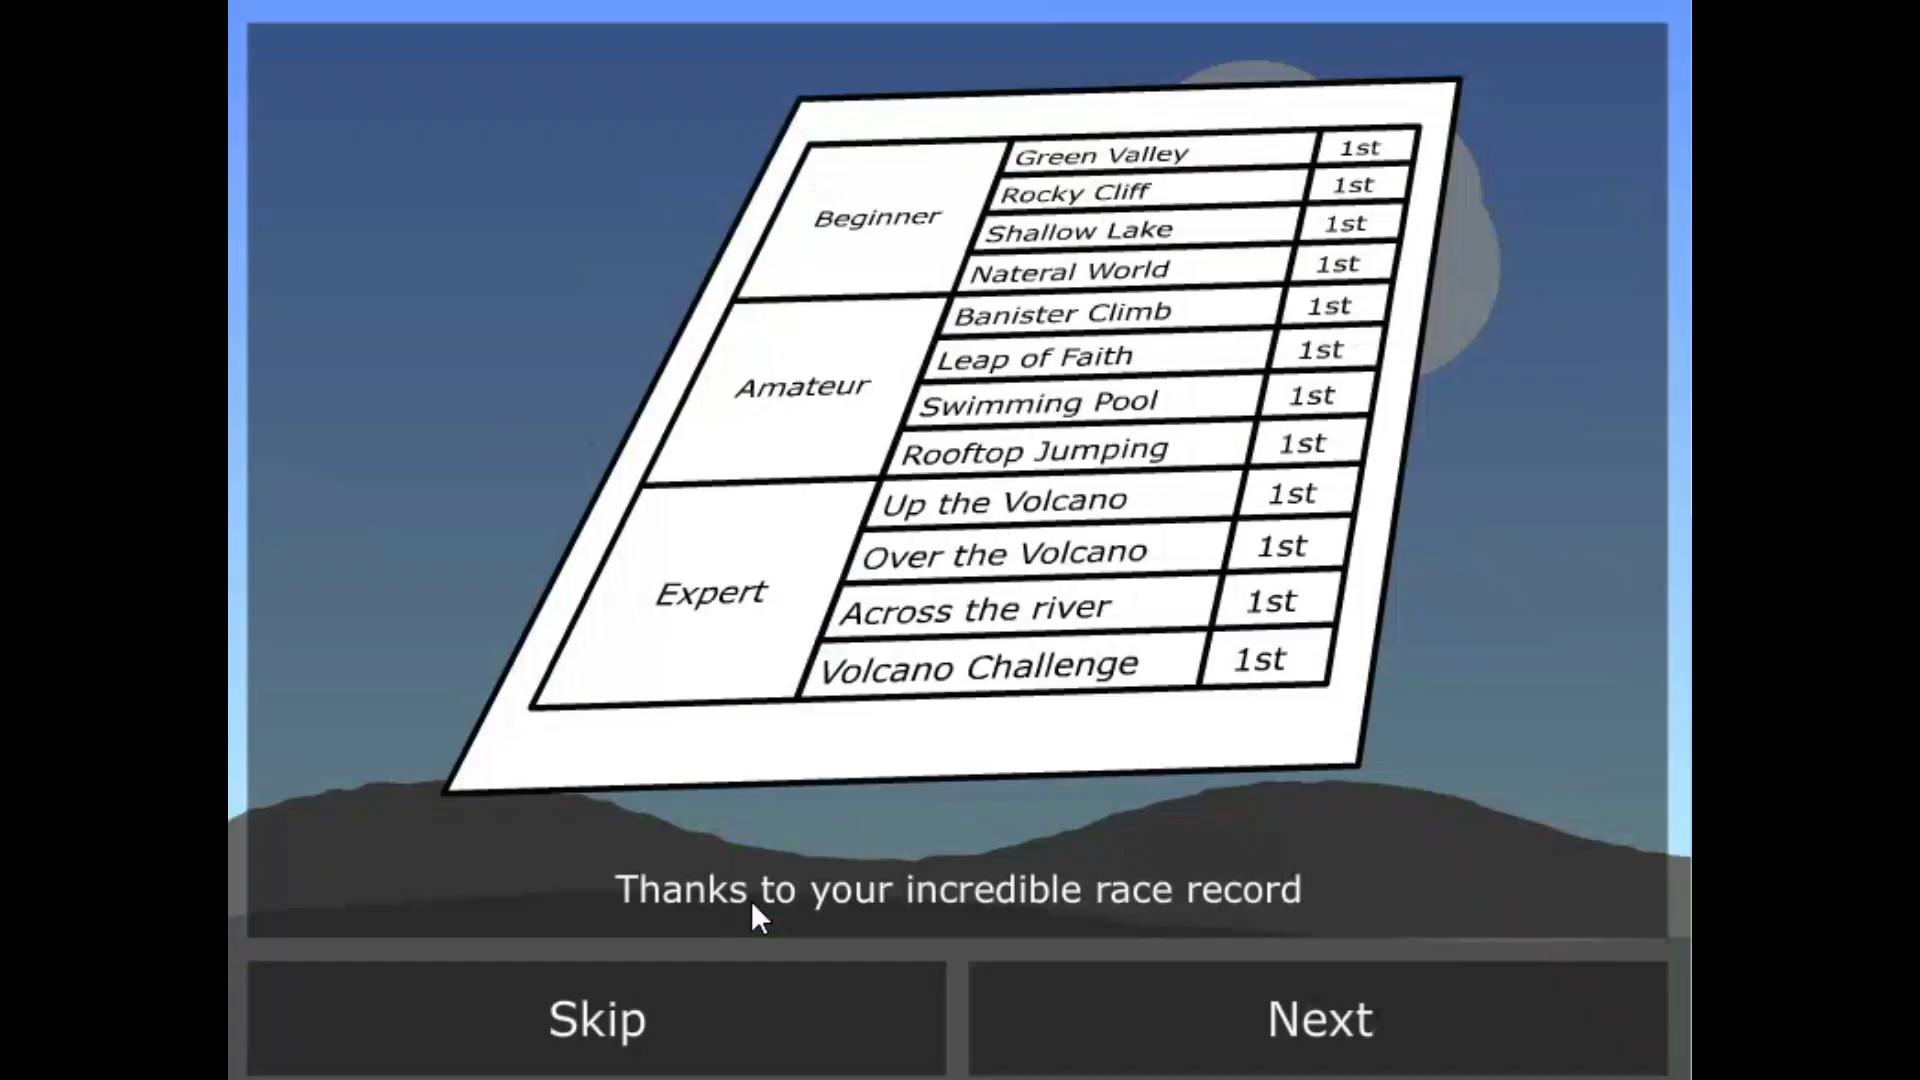 Beginner
Green Valley 1st
Rocky Cliff 1st
Shallow Lake 1st
Nateral World 1st
Amateur
Banister Climb 1st
Leap of Faith 1st
Swimming Pool 1st
Rooftop Jumping 1st
Expert
Up the Volcano 1st
Over the Volcano 1st
Across the river 1st
Volcano Challenge 1st
Thanks to your incredible race record
Skip
Next